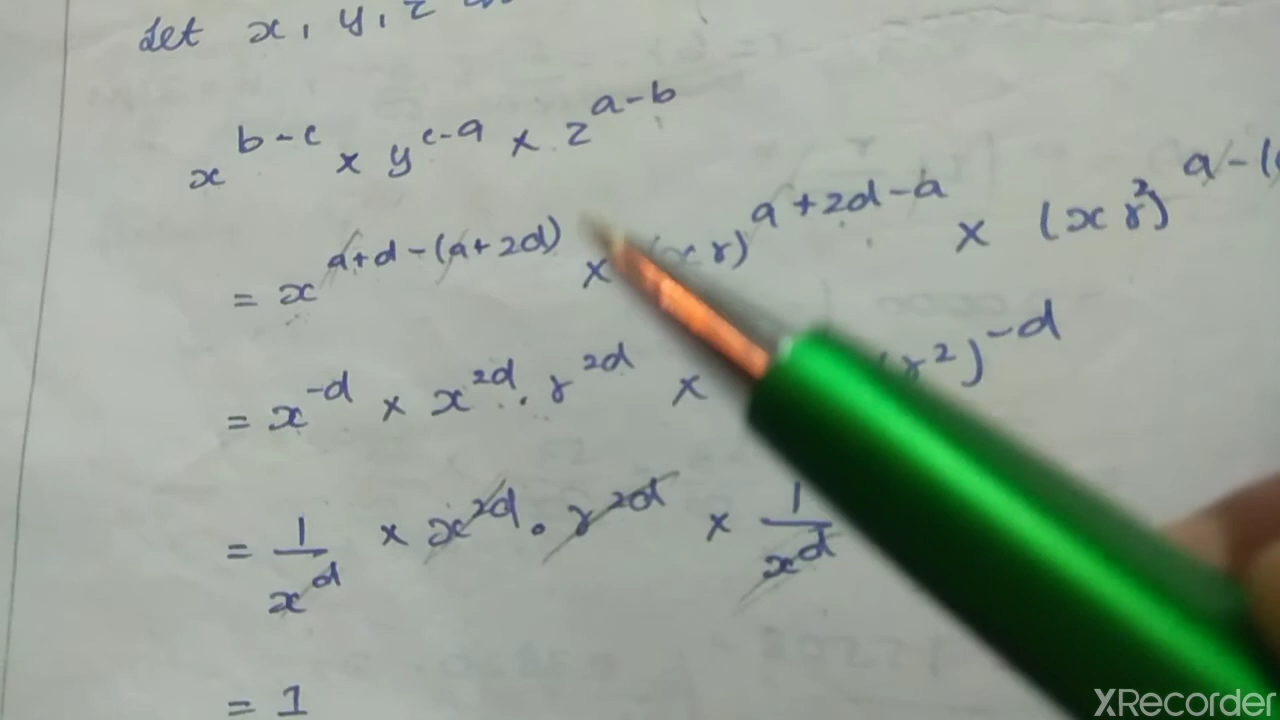 Let x, y, z
x^{b-c} × y^{c-a} × z^{a-b}
= x^{a+d-(a+2d)} × (xr)^{a+2d-a} × (xr²)^{a-(
= x^{-d} × x^{2d} . r^{2d} × (r²)^{-d}
= 1/x^d × x^{2d} . r^{2d} × 1/x^d
= 1
XRecorder